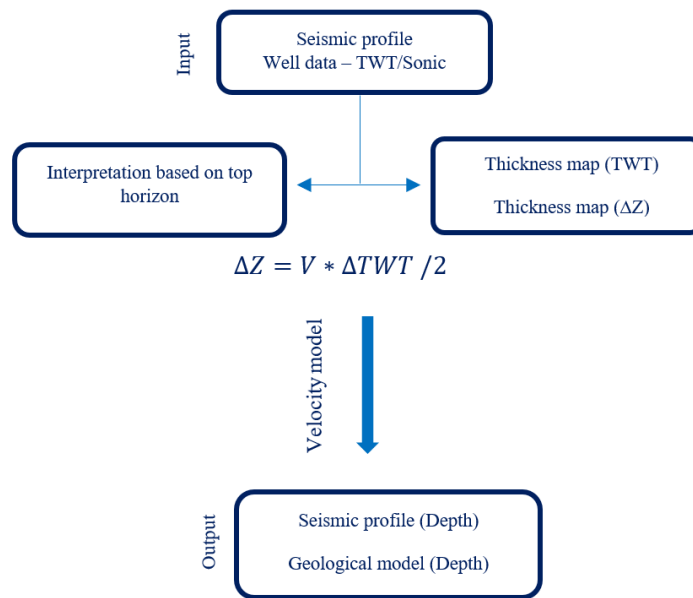 Input
Seismic profile
Well data – TWT/Sonic
Interpretation based on top
horizon
Thickness map (TWT)
Thickness map (ΔZ)
ΔZ = V * ΔTWT /2
Velocity model
Output
Seismic profile (Depth)
Geological model (Depth)